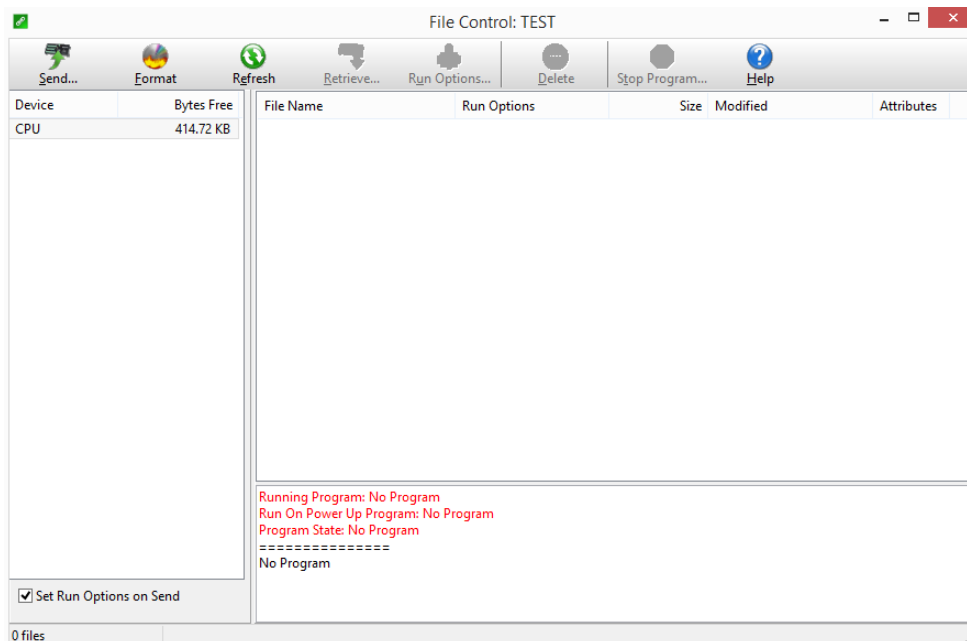 File Control: TEST
Send... Format Refresh Retrieve... Run Options... Delete Stop Program... Help
Device Bytes Free File Name Run Options Size Modified Attributes
CPU 414.72 KB
Running Program: No Program
Run On Power Up Program: No Program
Program State: No Program
===============
No Program
Set Run Options on Send
0 files